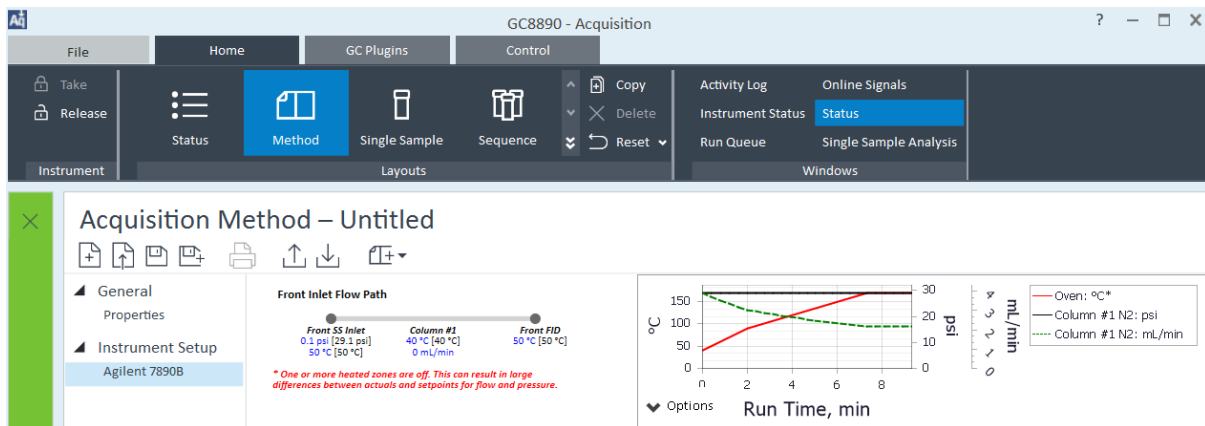 GC8890 - Acquisition
?
File
Home
GC Plugins
Control
Take
Release
Instrument
Status
Method
Single Sample
Sequence
Copy
Delete
Reset
Layouts
Activity Log
Online Signals
Instrument Status
Status
Run Queue
Single Sample Analysis
Windows
Acquisition Method – Untitled
General
Properties
Instrument Setup
Agilent 7890B
Front Inlet Flow Path
Front SS Inlet
0.1 psi [29.1 psi]
50 °C [50 °C]
Column #1
40 °C [40 °C]
0 mL/min
Front FID
50 °C [50 °C]
* One or more heated zones are off. This can result in large
differences between actuals and setpoints for flow and pressure.
°C
150
100
50
0
30
20
10
0
psi
4
3
2
1
0
mL/min
0 2 4 6 8
Options
Run Time, min
Oven: °C*
Column #1 N2: psi
Column #1 N2: mL/min